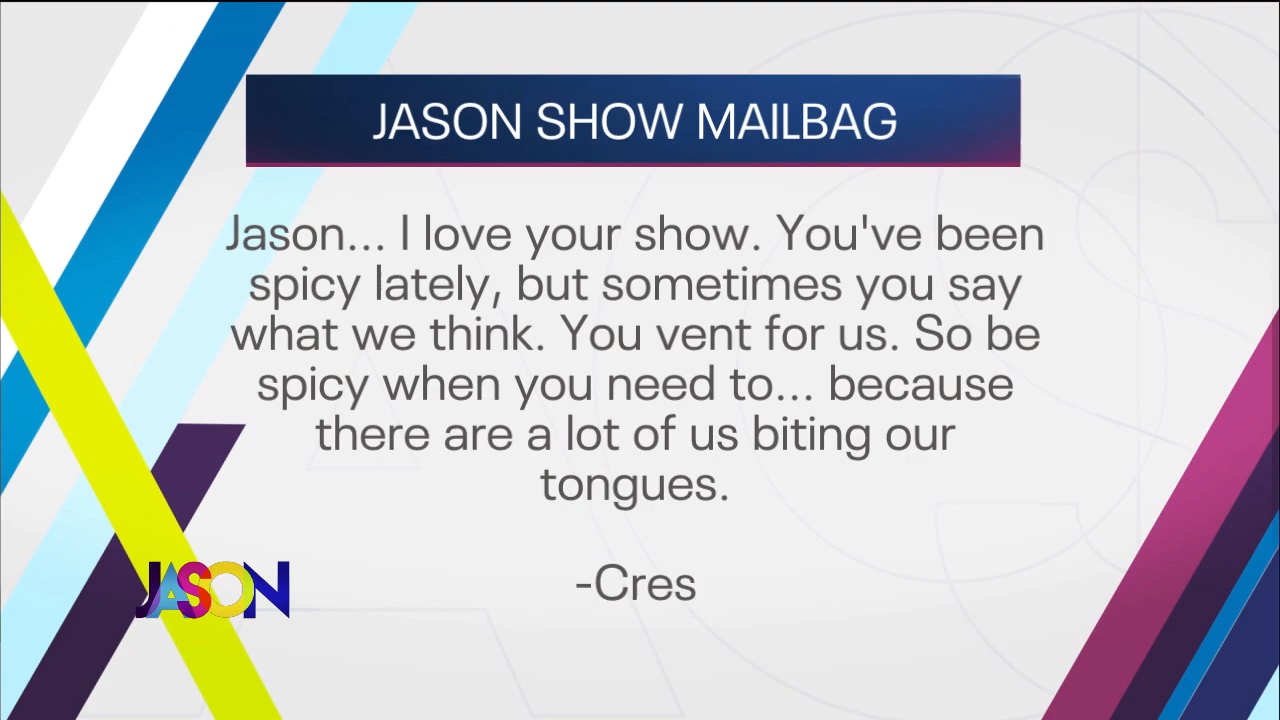 JASON SHOW MAILBAG
Jason... I love your show. You've been
spicy lately, but sometimes you say
what we think. You vent for us. So be
spicy when you need to... because
there are a lot of us biting our
tongues.
-Cres
JASON